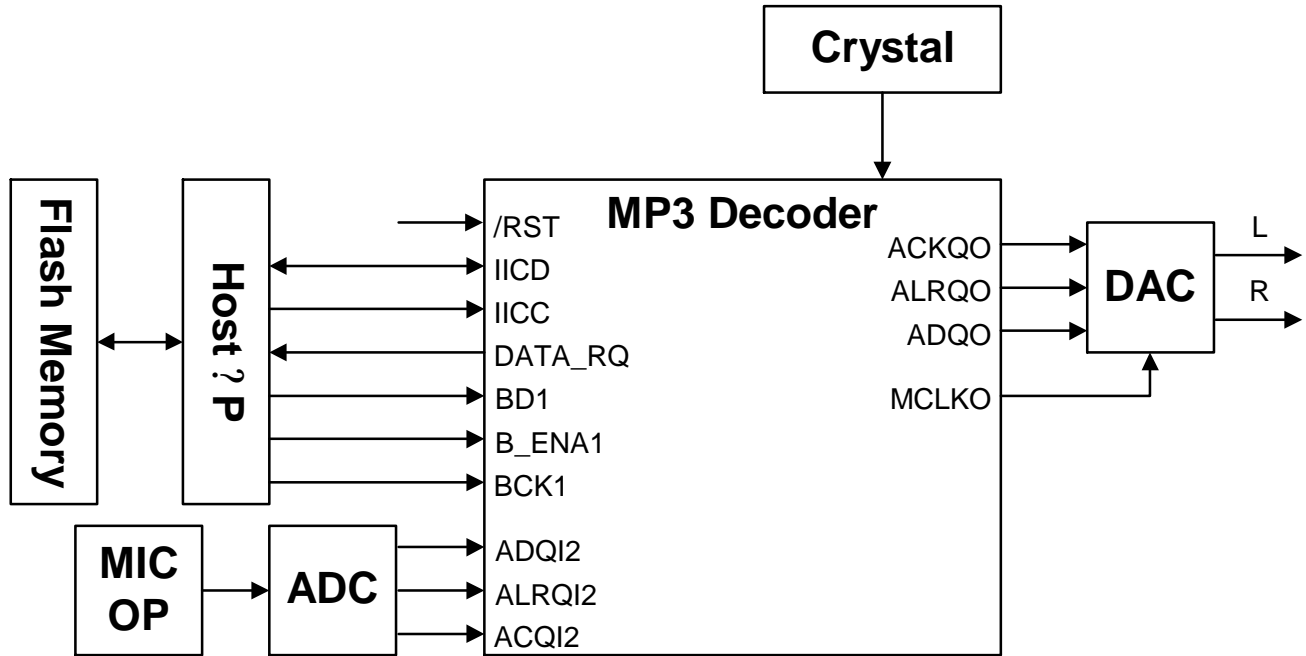 Crystal
Flash Memory
Host ? P
MP3 Decoder
/RST
IICD
IICC
DATA_RQ
BD1
B_ENA1
BCK1
ADQI2
ALRQI2
ACQI2
ACKQO
ALRQO
ADQO
MCLKO
DAC
L
R
MIC
OP
ADC